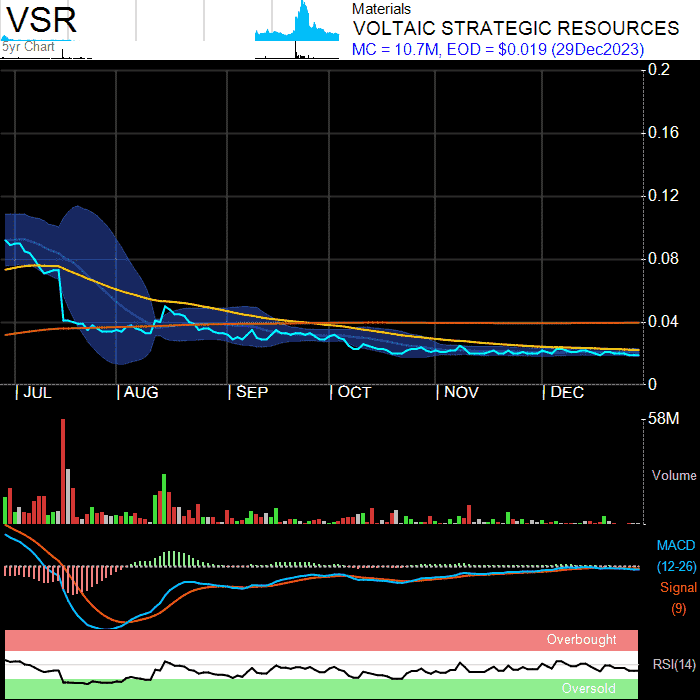 VSR
5yr Chart
Materials
VOLTAIC STRATEGIC RESOURCES
MC = 10.7M, EOD = $0.019 (29Dec2023)
0.2
0.16
0.12
0.08
0.04
0
JUL AUG SEP OCT NOV DEC
58M
Volume
MACD
(12-26)
Signal
(9)
Overbought
RSI(14)
Oversold